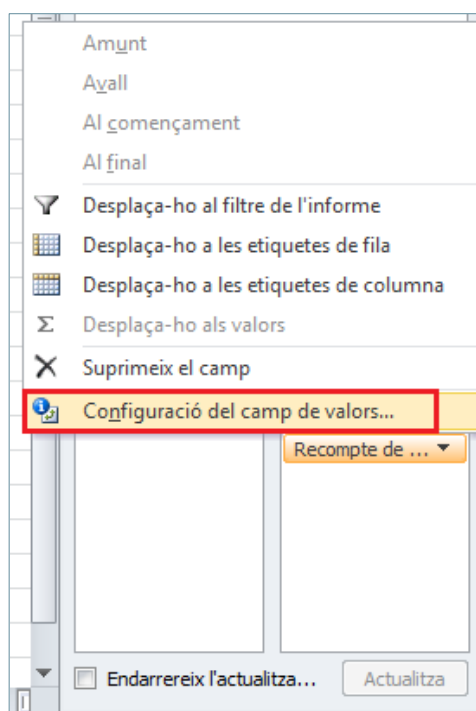 Amunt
Avall
Al començament
Al final
Desplaça-ho al filtre de l'informe
Desplaça-ho a les etiquetes de fila
Desplaça-ho a les etiquetes de columna
Σ Desplaça-ho als valors
Suprimeix el camp
Configuració del camp de valors...
Recompte de ...
Endarrereix l'actualitza...
Actualitza